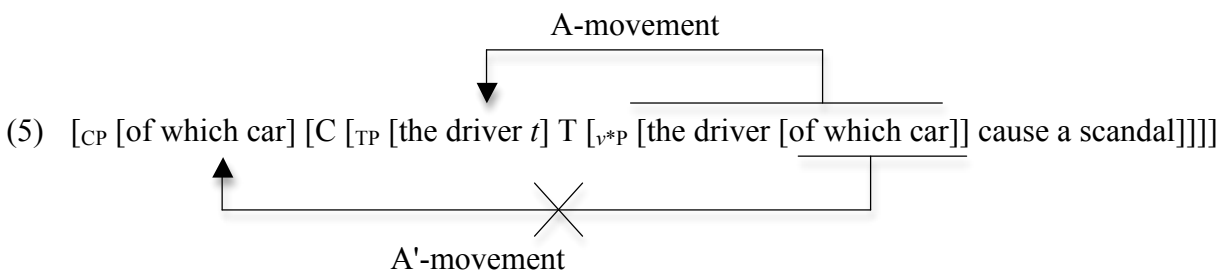 A-movement
(5) [CP [of which car] [C [TP [the driver t] T [v*P [the driver [of which car]] cause a scandal]]]]
A'-movement